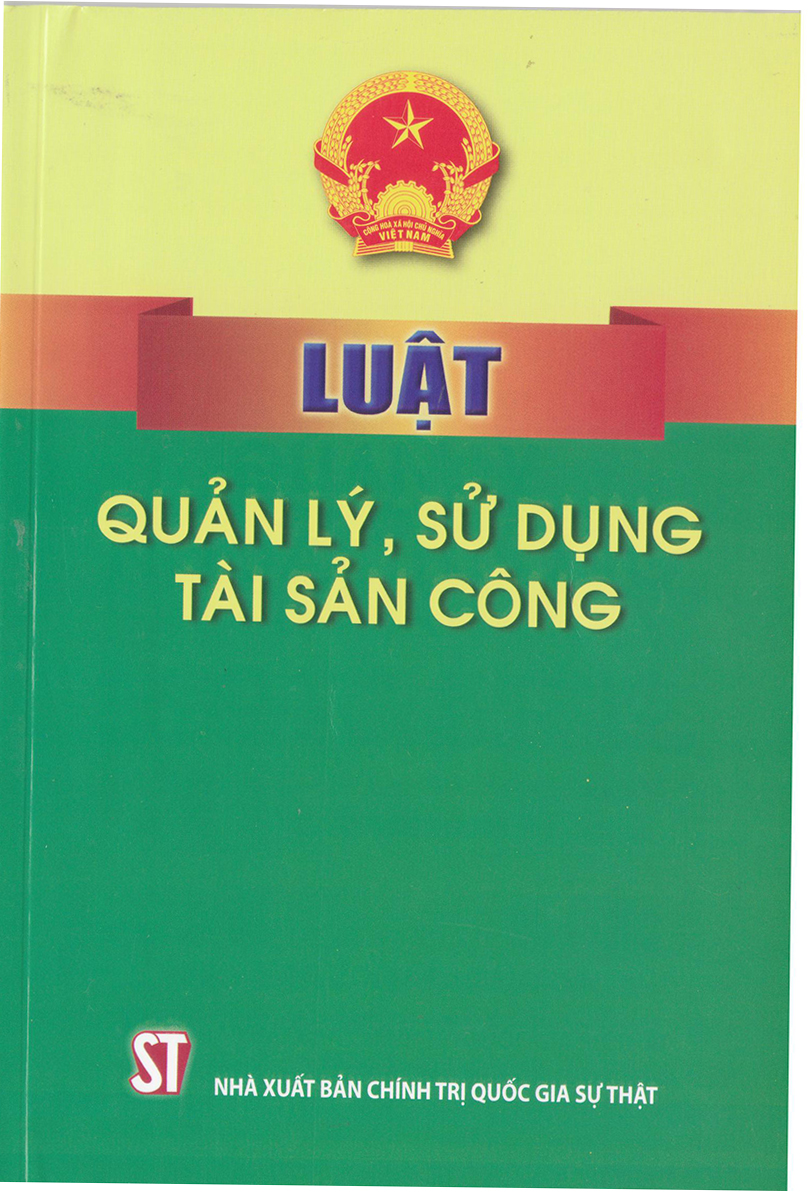 CỘNG HOÀ XÃ HỘI CHỦ NGHĨA
VIỆT NAM
LUẬT
QUẢN LÝ, SỬ DỤNG
TÀI SẢN CÔNG
ST
NHÀ XUẤT BẢN CHÍNH TRỊ QUỐC GIA SỰ THẬT